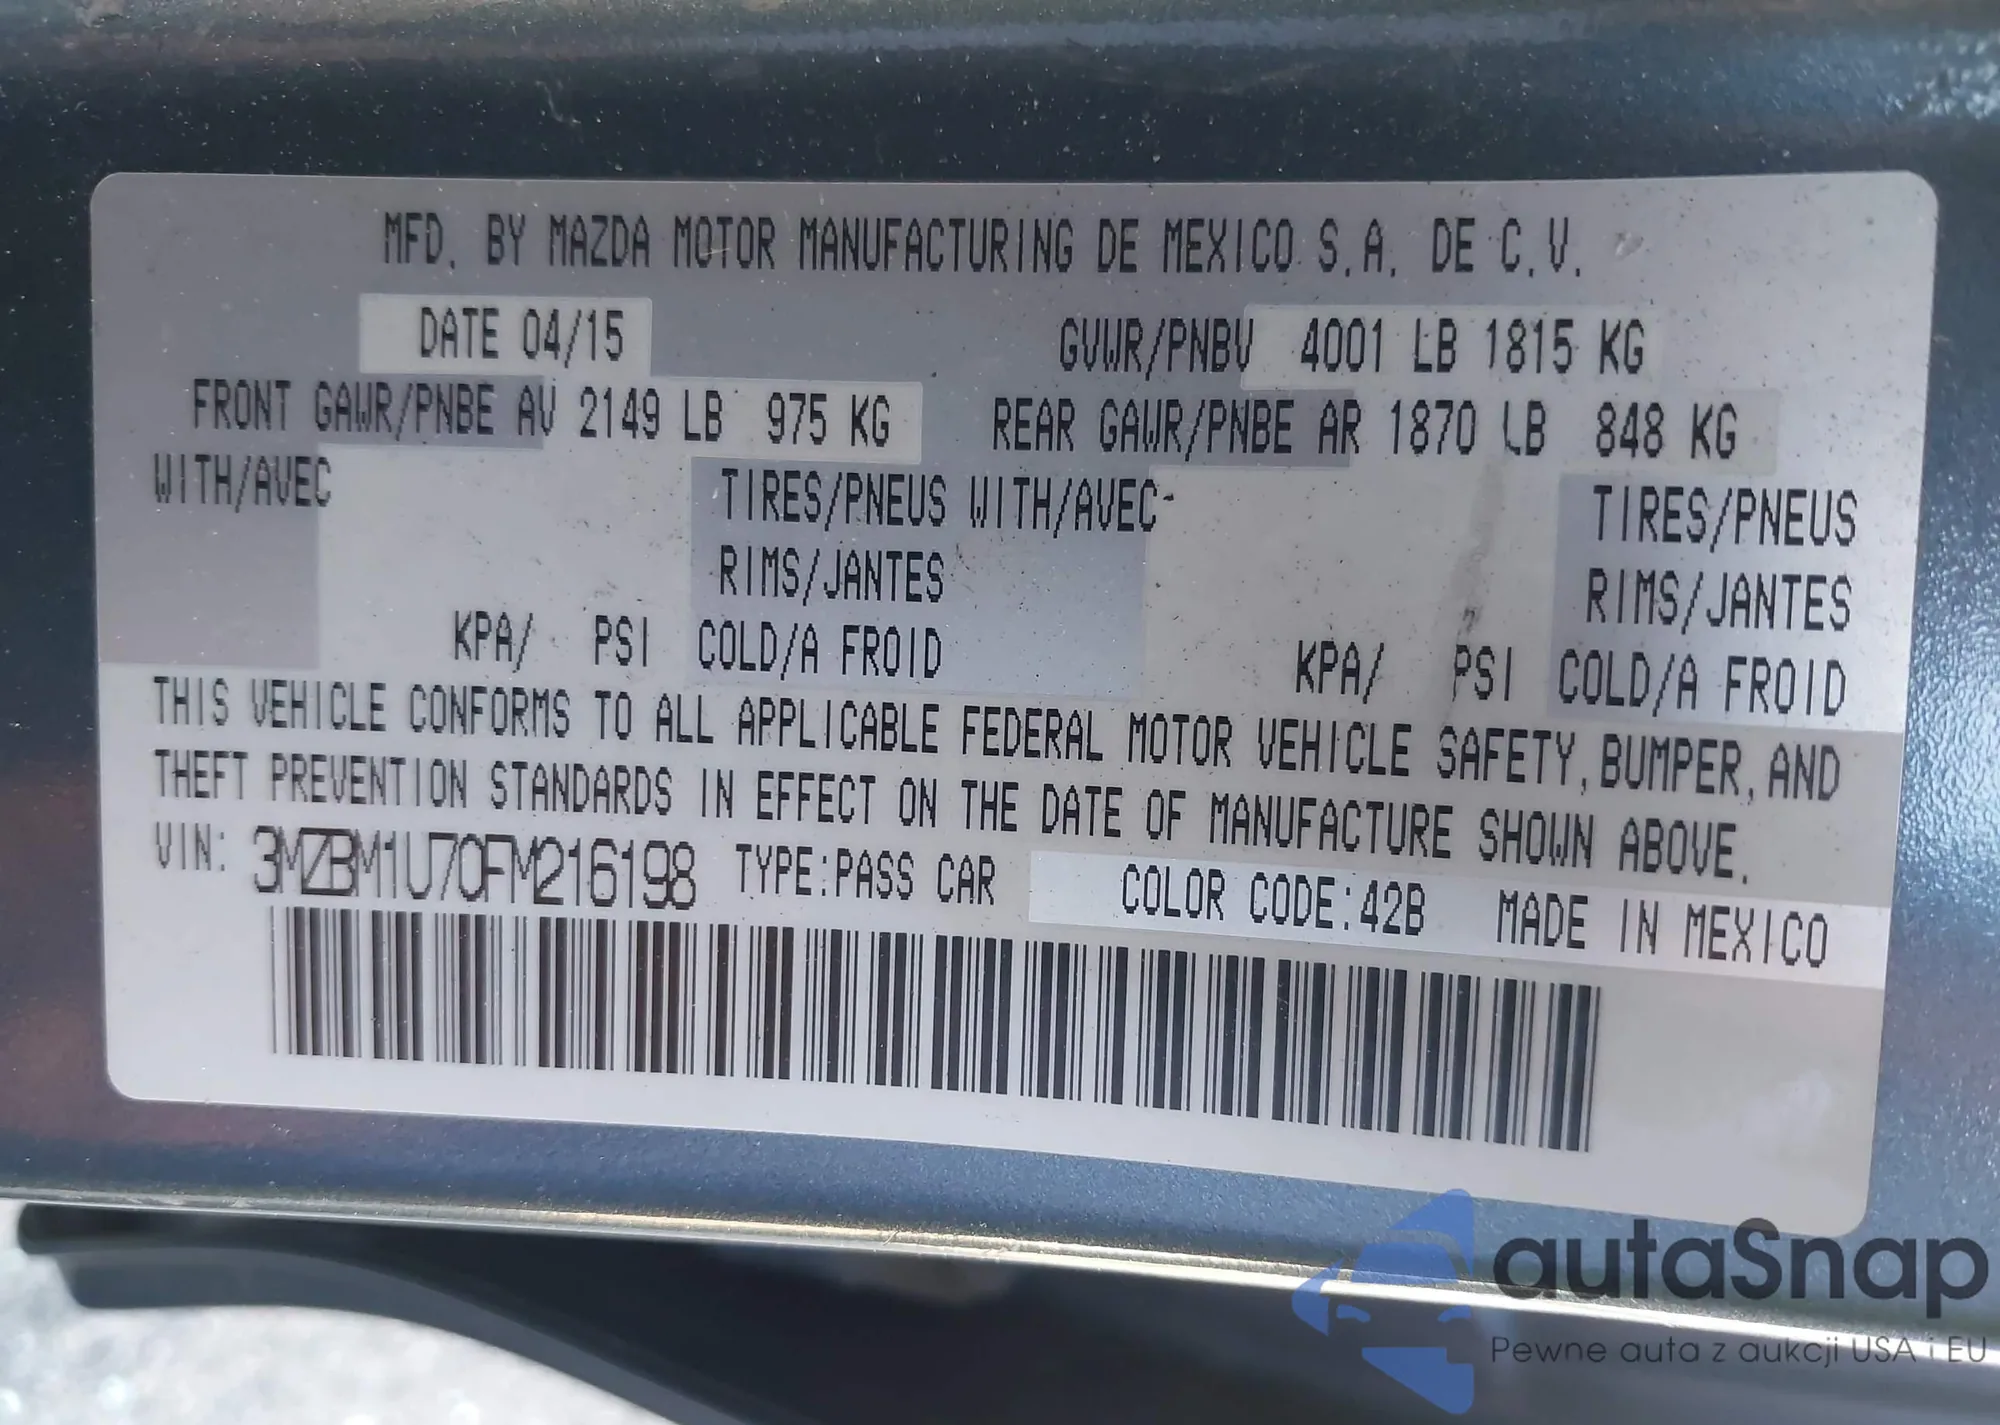 MFD. BY MAZDA MOTOR MANUFACTURING DE MEXICO S.A. DE C.V.
DATE 04/15 GVWR/PNBV 4001 LB 1815 KG
FRONT GAWR/PNBE AV 2149 LB 975 KG REAR GAWR/PNBE AR 1870 LB 848 KG
WITH/AVEC TIRES/PNEUS WITH/AVEC TIRES/PNEUS
RIMS/JANTES RIMS/JANTES
KPA/ PSI COLD/A FROID KPA/ PSI COLD/A FROID
THIS VEHICLE CONFORMS TO ALL APPLICABLE FEDERAL MOTOR VEHICLE SAFETY, BUMPER, AND
THEFT PREVENTION STANDARDS IN EFFECT ON THE DATE OF MANUFACTURE SHOWN ABOVE.
VIN: 3MZBM1U70FM216198 TYPE:PASS CAR COLOR CODE:42B MADE IN MEXICO
autaSnap
Pewne auta z aukcji USA i EU